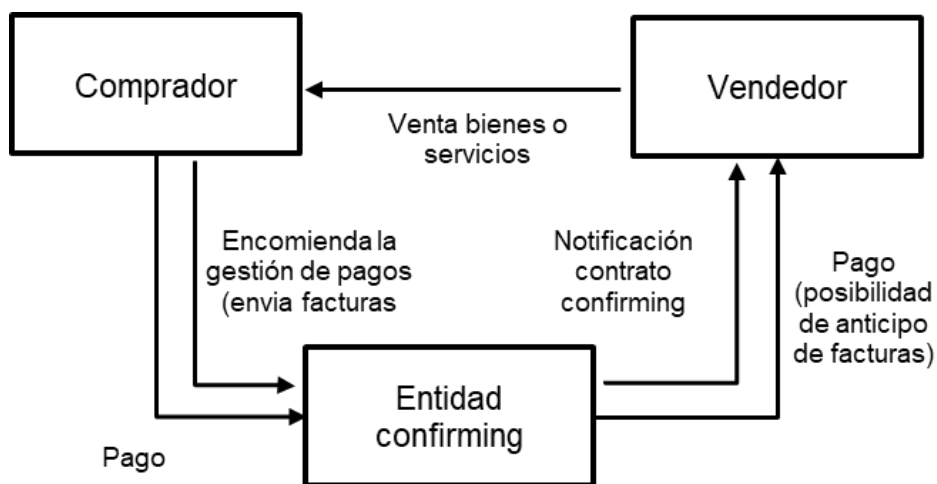 Comprador
Vendedor
Venta bienes o
servicios
Encomienda la
gestión de pagos
(envia facturas
Notificación
contrato
confirming
Pago
(posibilidad
de anticipo
de facturas)
Entidad
confirming
Pago